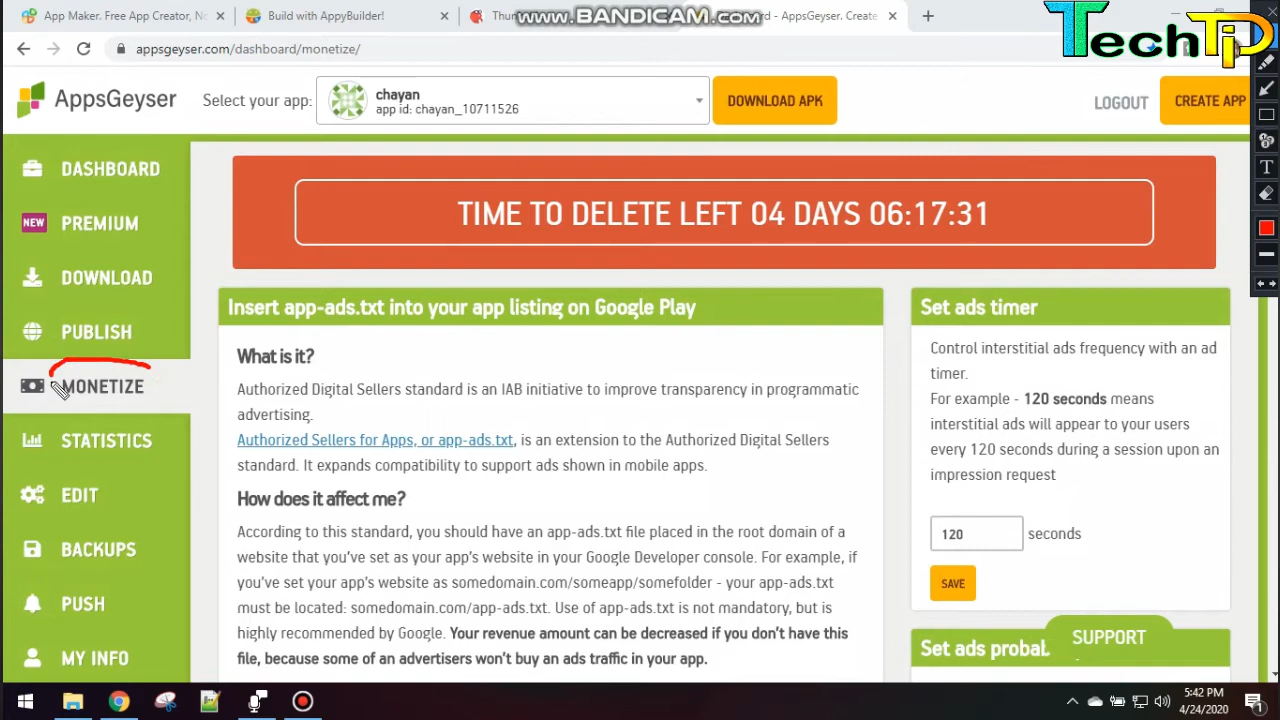 App Maker. Free App Creator, No
Build with AppyBuilder!
Thun
www.BANDICAM.com
ard - AppsGeyser. Create
TechTip
appsgeyser.com/dashboard/monetize/
AppsGeyser
Select your app:
chayan
app id: chayan_10711526
DOWNLOAD APK
LOGOUT
CREATE APP
DASHBOARD
NEW
PREMIUM
DOWNLOAD
PUBLISH
MONETIZE
STATISTICS
EDIT
BACKUPS
PUSH
MY INFO
TIME TO DELETE LEFT 04 DAYS 06:17:31
Insert app-ads.txt into your app listing on Google Play
What is it?
Authorized Digital Sellers standard is an IAB initiative to improve transparency in programmatic
advertising.
Authorized Sellers for Apps, or app-ads.txt, is an extension to the Authorized Digital Sellers
standard. It expands compatibility to support ads shown in mobile apps.
How does it affect me?
According to this standard, you should have an app-ads.txt file placed in the root domain of a
website that you've set as your app's website in your Google Developer console. For example, if
you've set your app's website as somedomain.com/someapp/somefolder - your app-ads.txt
must be located: somedomain.com/app-ads.txt. Use of app-ads.txt is not mandatory, but is
highly recommended by Google. Your revenue amount can be decreased if you don't have this
file, because some of an advertisers won't buy an ads traffic in your app.
Set ads timer
Control interstitial ads frequency with an ad
timer.
For example - 120 seconds means
interstitial ads will appear to your users
every 120 seconds during a session upon an
impression request
120 seconds
SAVE
Set ads probal
SUPPORT
5:42 PM
4/24/2020